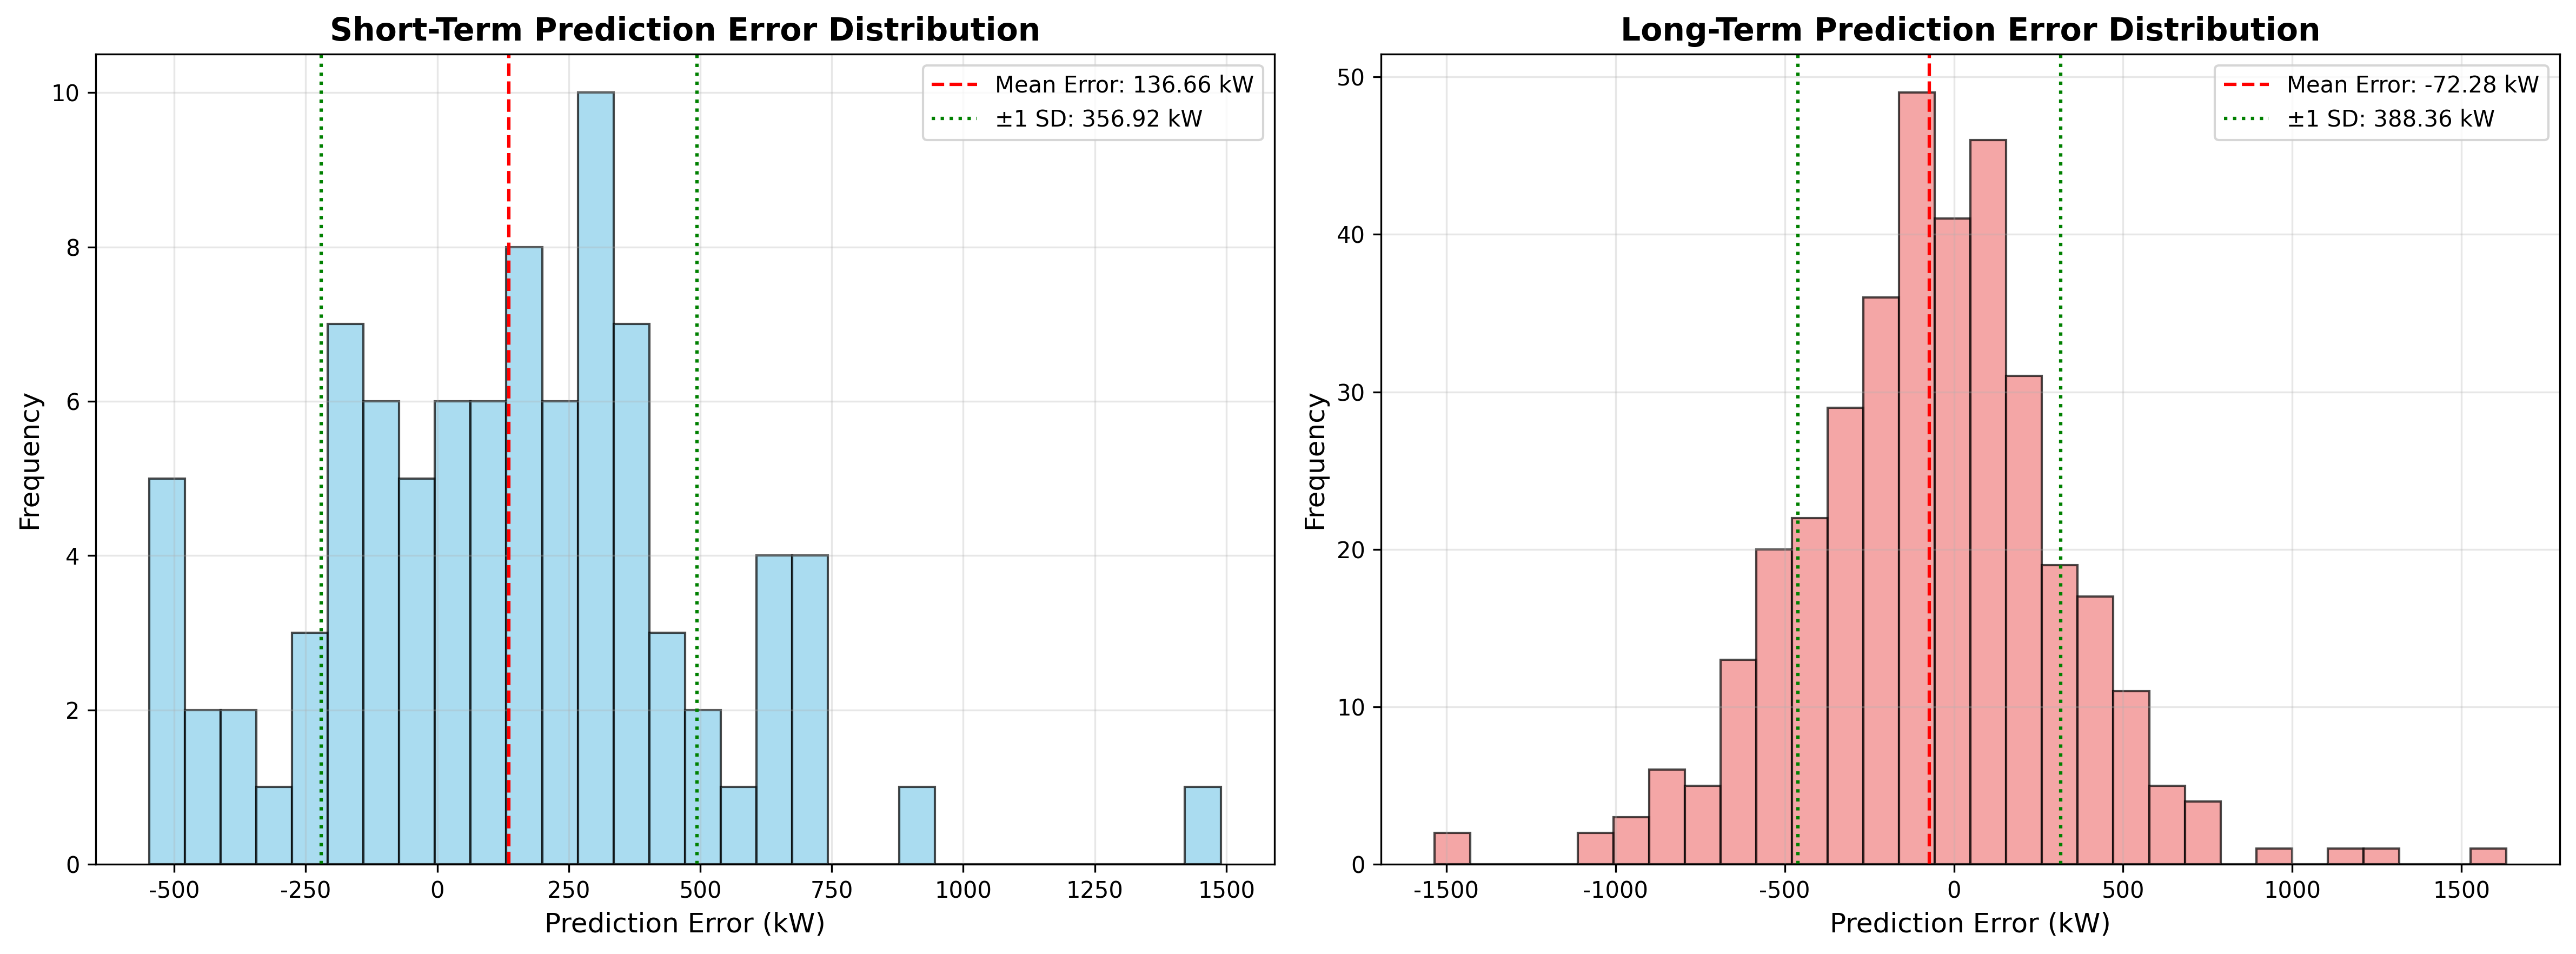 Short-Term Prediction Error Distribution
Mean Error: 136.66 kW
±1 SD: 356.92 kW
Frequency
10
8
6
4
2
0
-500 -250 0 250 500 750 1000 1250 1500
Prediction Error (kW)
Long-Term Prediction Error Distribution
Mean Error: -72.28 kW
±1 SD: 388.36 kW
Frequency
50
40
30
20
10
0
-1500 -1000 -500 0 500 1000 1500
Prediction Error (kW)